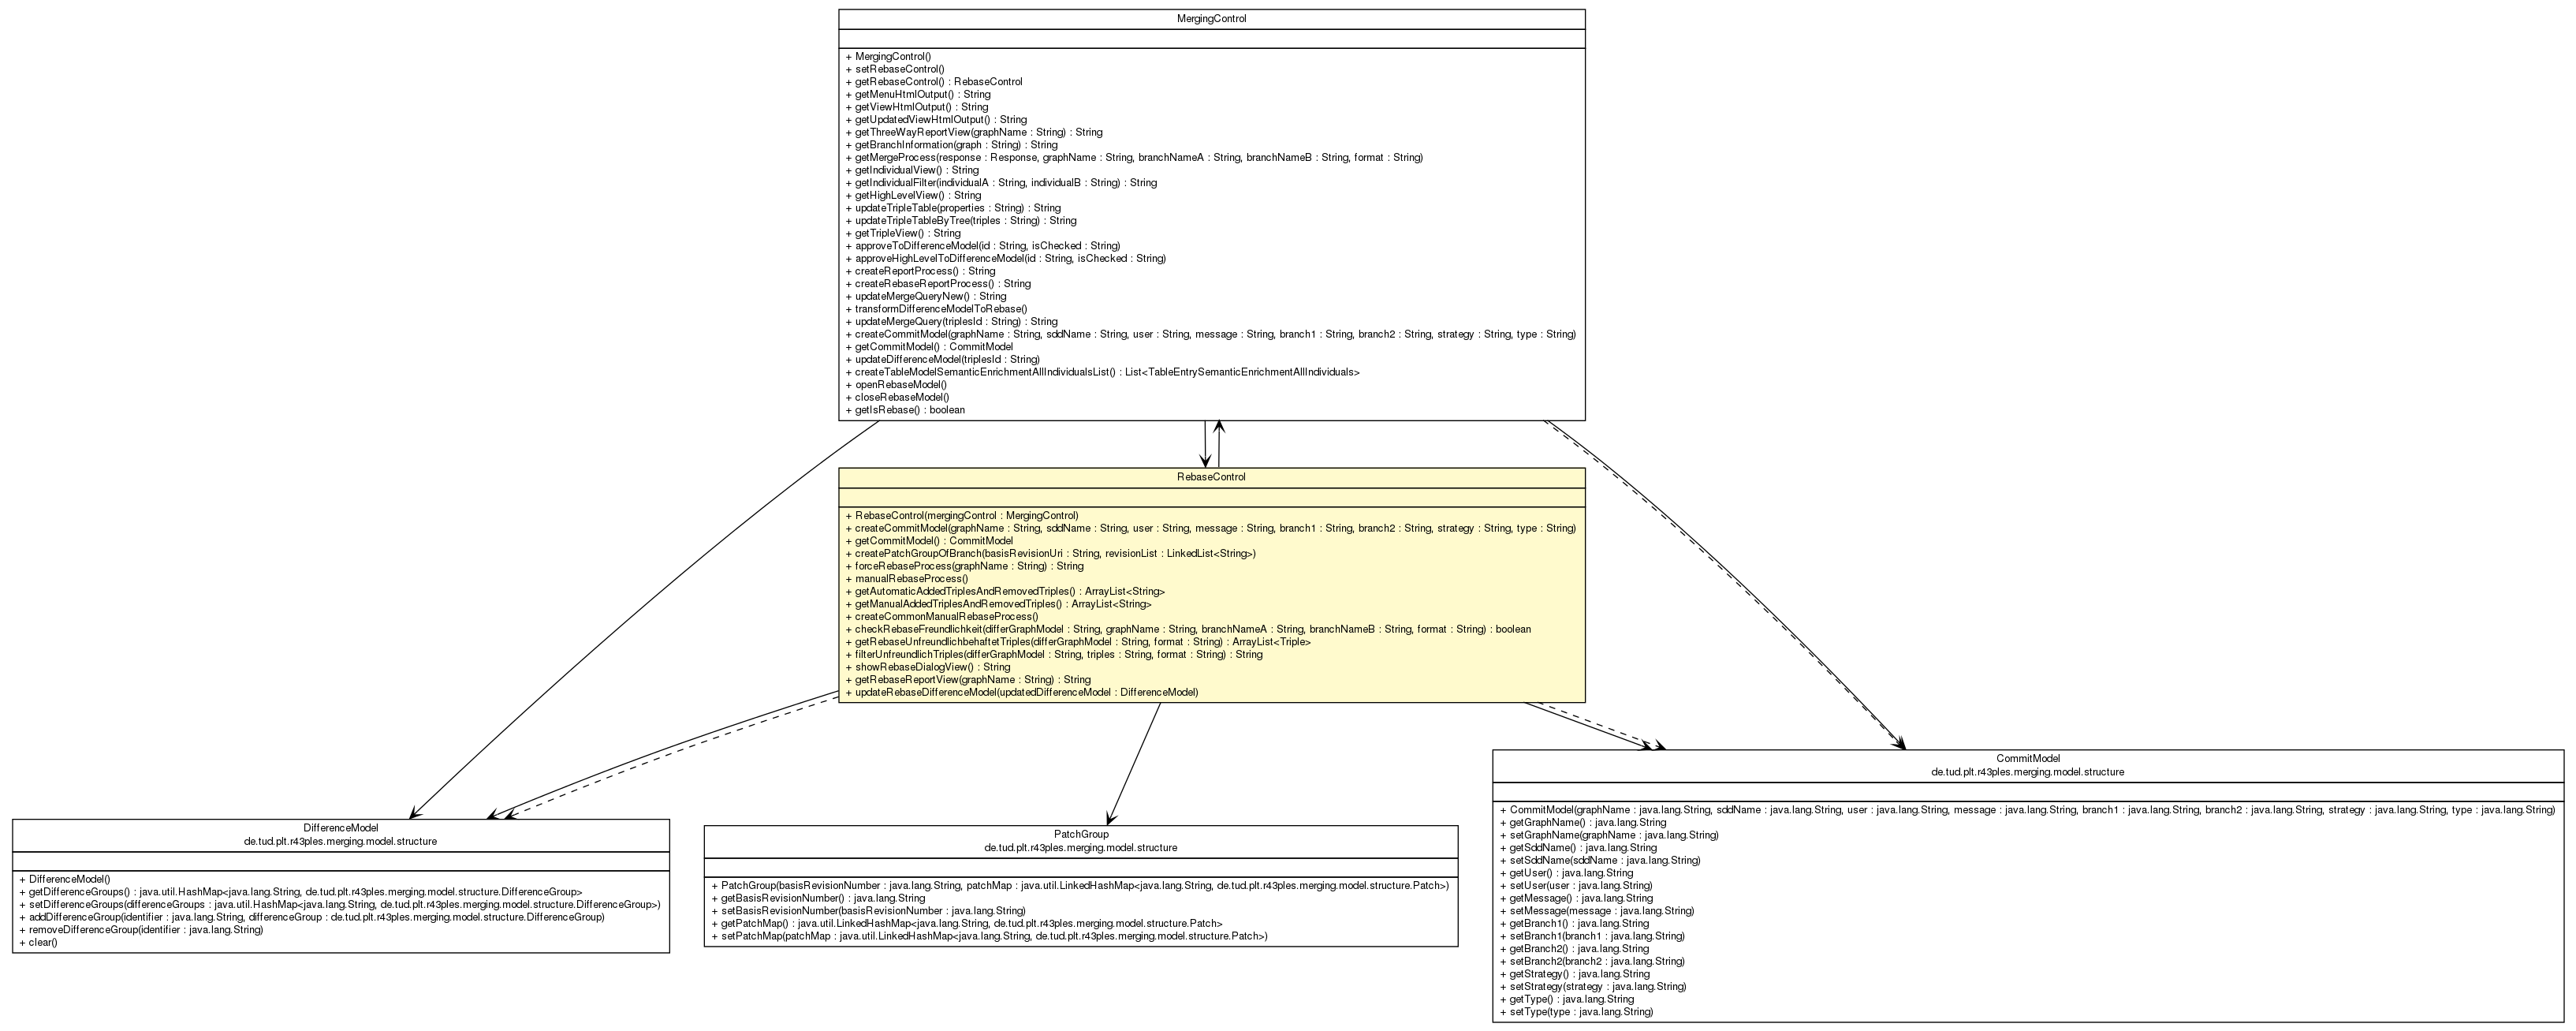 MergingControl
+ MergingControl()
+ setRebaseControl()
+ getRebaseControl() : RebaseControl
+ getMenuHtmlOutput() : String
+ getViewHtmlOutput() : String
+ getUpdatedViewHtmlOutput() : String
+ getThreeWayReportView(graphName : String) : String
+ getBranchInformation(graph : String) : String
+ getMergeProcess(response : Response, graphName : String, branchNameA : String, branchNameB : String, format : String)
+ getIndividualView() : String
+ getIndividualFilter(individualA : String, individualB : String) : String
+ getHighLevelView() : String
+ updateTripleTable(properties : String) : String
+ updateTripleTableByTree(triples : String) : String
+ getTripleView() : String
+ approveToDifferenceModel(id : String, isChecked : String)
+ approveHighLevelToDifferenceModel(id : String, isChecked : String)
+ createReportProcess() : String
+ createRebaseReportProcess() : String
+ updateMergeQueryNew() : String
+ transformDifferenceModelToRebase()
+ updateMergeQuery(triplesId : String) : String
+ createCommitModel(graphName : String, sddName : String, user : String, message : String, branch1 : String, branch2 : String, strategy : String, type : String)
+ getCommitModel() : CommitModel
+ updateDifferenceModel(triplesId : String)
+ createTableModelSemanticEnrichmentAllIndividualsList() : List<TableEntrySemanticEnrichmentAllIndividuals>
+ openRebaseModel()
+ closeRebaseModel()
+ getIsRebase() : boolean
RebaseControl
+ RebaseControl(mergingControl : MergingControl)
+ createCommitModel(graphName : String, sddName : String, user : String, message : String, branch1 : String, branch2 : String, strategy : String, type : String)
+ getCommitModel() : CommitModel
+ createPatchGroupOfBranch(basisRevisionUri : String, revisionList : LinkedList<String>)
+ forceRebaseProcess(graphName : String) : String
+ manualRebaseProcess()
+ getAutomaticAddedTriplesAndRemovedTriples() : ArrayList<String>
+ getManualAddedTriplesAndRemovedTriples() : ArrayList<String>
+ createCommonManualRebaseProcess()
+ checkRebaseFreundlichkeit(differGraphModel : String, graphName : String, branchNameA : String, branchNameB : String, format : String) : boolean
+ getRebaseUnfreundlichbehaftetTriples(differGraphModel : String, format : String) : ArrayList<Triple>
+ filterUnfreundlichTriples(differGraphModel : String, triples : String, format : String) : String
+ showRebaseDialogView() : String
+ getRebaseReportView(graphName : String) : String
+ updateRebaseDifferenceModel(updatedDifferenceModel : DifferenceModel)
DifferenceModel
de.tud.plt.r43ples.merging.model.structure
+ DifferenceModel()
+ getDifferenceGroups() : java.util.HashMap<java.lang.String, de.tud.plt.r43ples.merging.model.structure.DifferenceGroup>
+ setDifferenceGroups(differenceGroups : java.util.HashMap<java.lang.String, de.tud.plt.r43ples.merging.model.structure.DifferenceGroup>)
+ addDifferenceGroup(identifier : java.lang.String, differenceGroup : de.tud.plt.r43ples.merging.model.structure.DifferenceGroup)
+ removeDifferenceGroup(identifier : java.lang.String)
+ clear()
PatchGroup
de.tud.plt.r43ples.merging.model.structure
+ PatchGroup(basisRevisionNumber : java.lang.String, patchMap : java.util.LinkedHashMap<java.lang.String, de.tud.plt.r43ples.merging.model.structure.Patch>)
+ getBasisRevisionNumber() : java.lang.String
+ setBasisRevisionNumber(basisRevisionNumber : java.lang.String)
+ getPatchMap() : java.util.LinkedHashMap<java.lang.String, de.tud.plt.r43ples.merging.model.structure.Patch>
+ setPatchMap(patchMap : java.util.LinkedHashMap<java.lang.String, de.tud.plt.r43ples.merging.model.structure.Patch>)
CommitModel
de.tud.plt.r43ples.merging.model.structure
+ CommitModel(graphName : java.lang.String, sddName : java.lang.String, user : java.lang.String, message : java.lang.String, branch1 : java.lang.String, branch2 : java.lang.String, strategy : java.lang.String, type : java.lang.String)
+ getGraphName() : java.lang.String
+ setGraphName(graphName : java.lang.String)
+ getSddName() : java.lang.String
+ setSddName(sddName : java.lang.String)
+ getUser() : java.lang.String
+ setUser(user : java.lang.String)
+ getMessage() : java.lang.String
+ setMessage(message : java.lang.String)
+ getBranch1() : java.lang.String
+ setBranch1(branch1 : java.lang.String)
+ getBranch2() : java.lang.String
+ setBranch2(branch2 : java.lang.String)
+ getStrategy() : java.lang.String
+ setStrategy(strategy : java.lang.String)
+ getType() : java.lang.String
+ setType(type : java.lang.String)